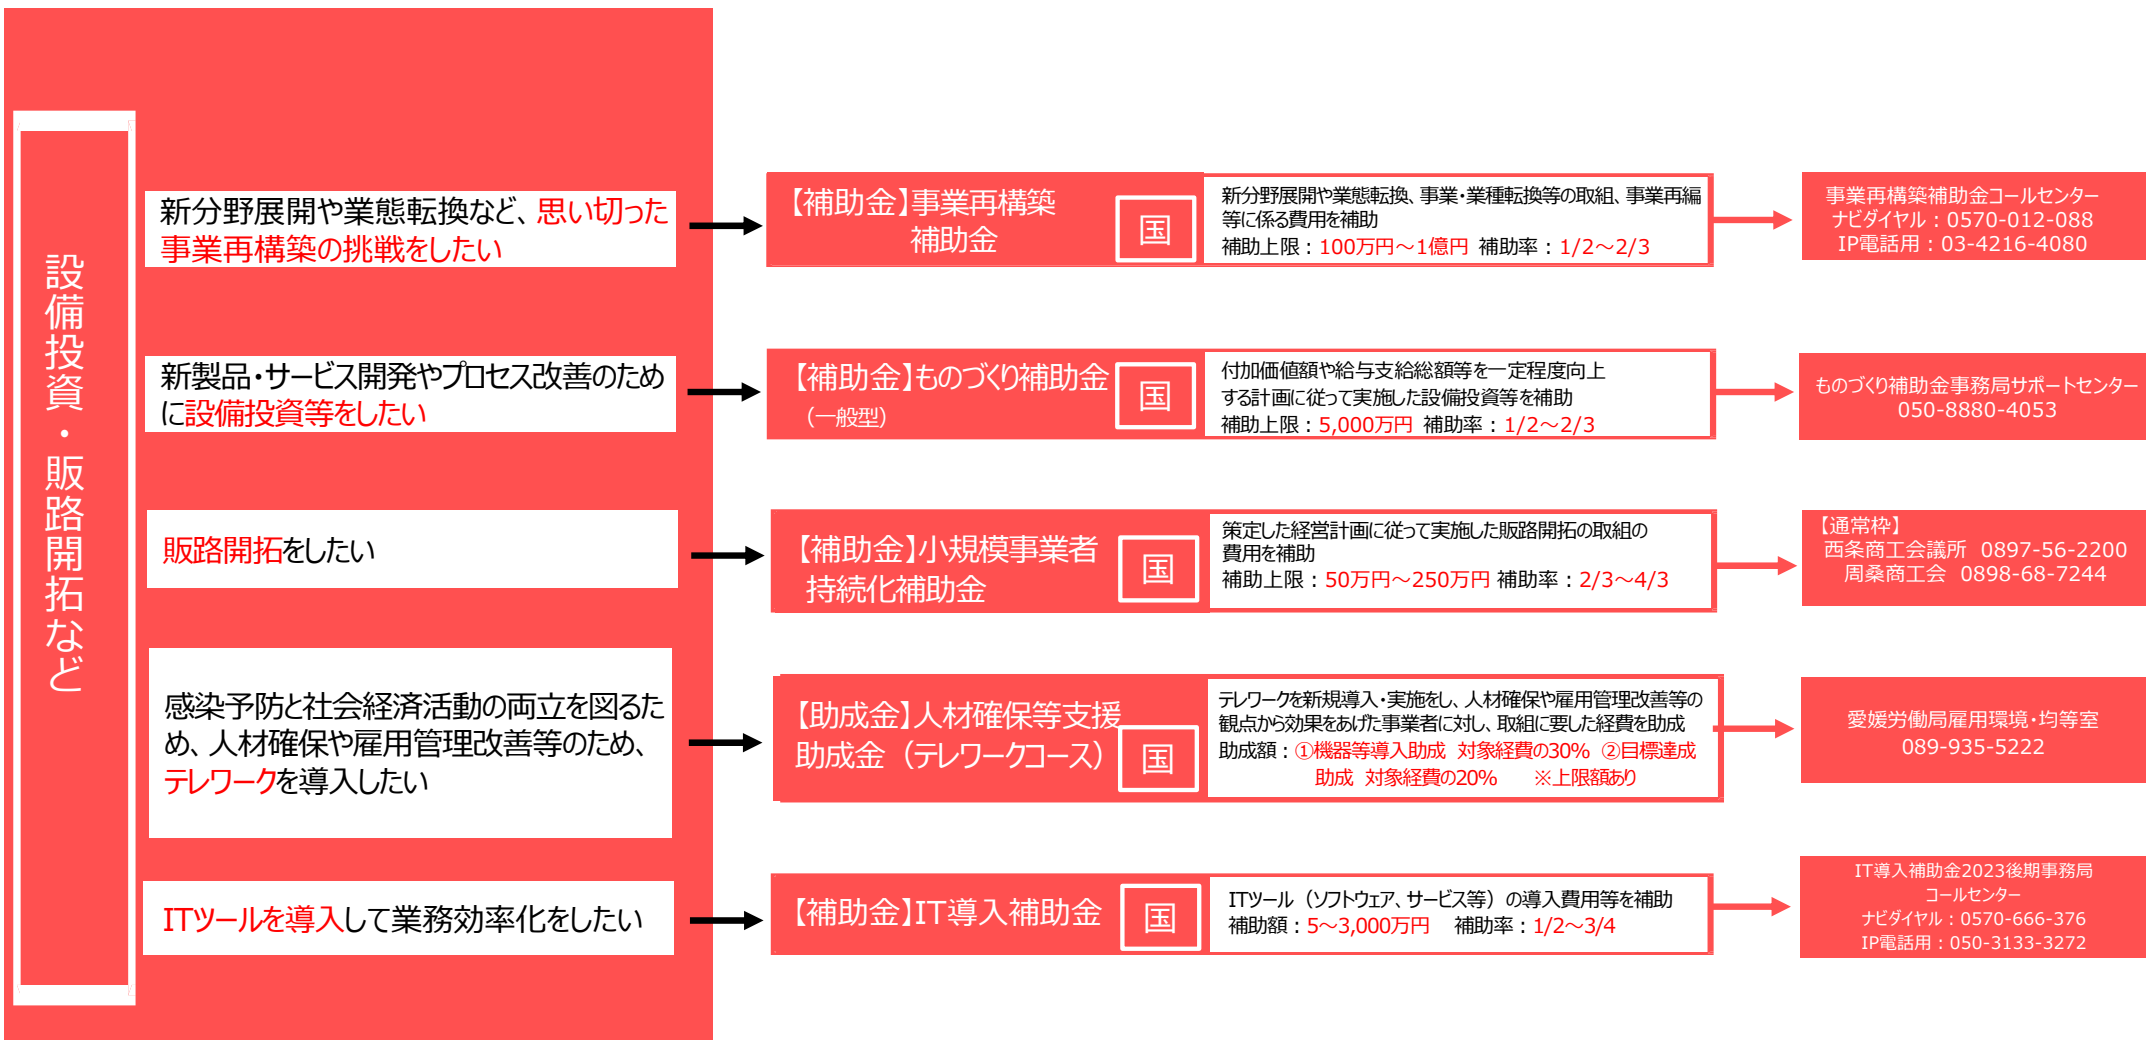 設備投資・販路開拓など
新分野展開や業態転換など、思い切った
事業再構築の挑戦をしたい
【補助金】事業再構築
補助金
国
新分野展開や業態転換、事業・業種転換等の取組、事業再編
等に係る費用を補助
補助上限：100万円～1億円 補助率：1/2～2/3
事業再構築補助金コールセンター
ナビダイヤル：0570-012-088
IP電話用：03-4216-4080
新製品・サービス開発やプロセス改善のため
に設備投資等をしたい
【補助金】ものづくり補助金
（一般型）
国
付加価値額や給与支給総額等を一定程度向上
する計画に従って実施した設備投資等を補助
補助上限：5,000万円 補助率：1/2～2/3
ものづくり補助金事務局サポートセンター
050-8880-4053
販路開拓をしたい
【補助金】小規模事業者
持続化補助金
国
策定した経営計画に従って実施した販路開拓の取組の
費用を補助
補助上限：50万円～250万円 補助率：2/3～4/3
【通常枠】
西条商工会議所 0897-56-2200
周桑商工会 0898-68-7244
感染予防と社会経済活動の両立を図るた
め、人材確保や雇用管理改善等のため、
テレワークを導入したい
【助成金】人材確保等支援
助成金（テレワークコース）
国
テレワークを新規導入・実施をし、人材確保や雇用管理改善等の
観点から効果をあげた事業者に対し、取組に要した経費を助成
助成額：①機器等導入助成 対象経費の30% ②目標達成
助成 対象経費の20% ※上限額あり
愛媛労働局雇用環境・均等室
089-935-5222
ITツールを導入して業務効率化をしたい
【補助金】IT導入補助金
国
ITツール（ソフトウェア、サービス等）の導入費用等を補助
補助額：5～3,000万円 補助率：1/2～3/4
IT導入補助金2023後期事務局
コールセンター
ナビダイヤル：0570-666-376
IP電話用：050-3133-3272